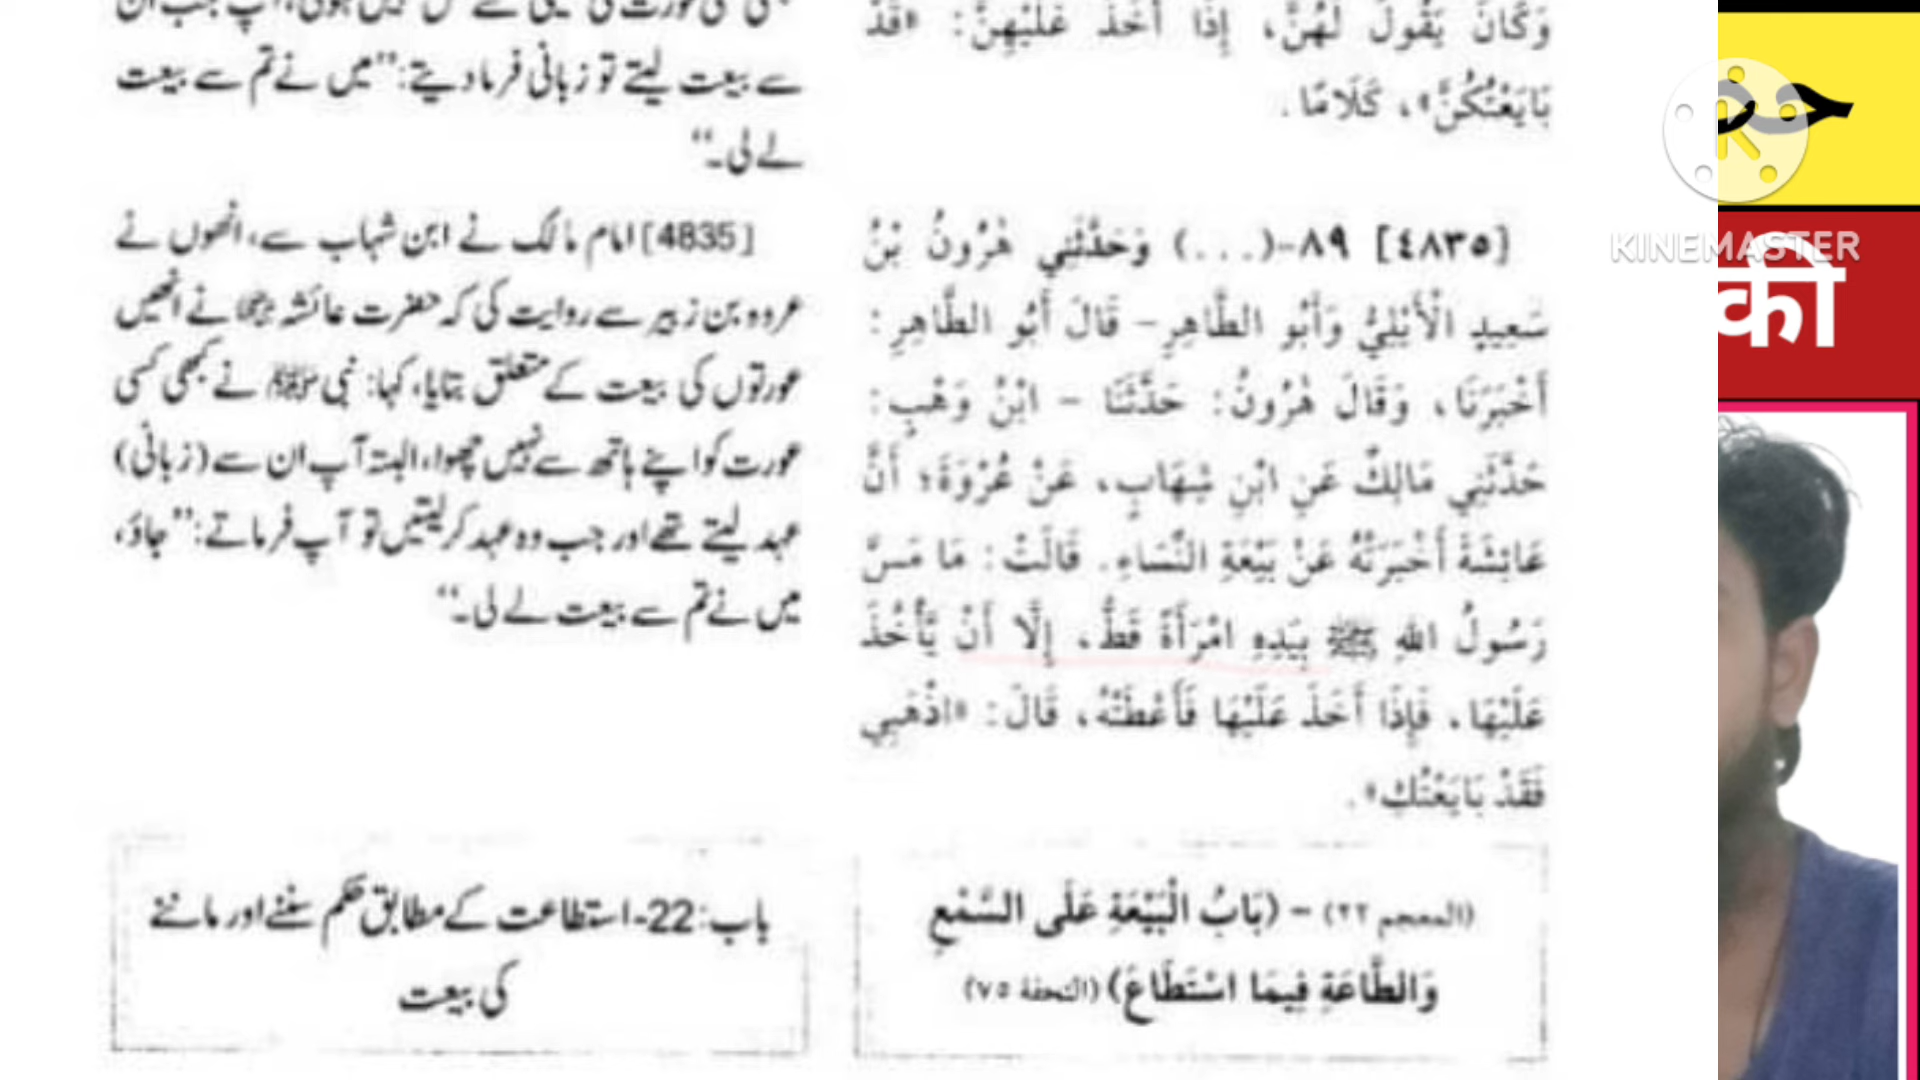 وَكَانَ يَقُولُ لَهُنَّ، إِذَا أَخَذَ عَلَيْهِنَّ: «قَدْ
بَايَعْتُكُنَّ»، كَلَامًا.
[٤٨٣٥] ٨٩-(...) وَحَدَّثَنِي هٰرُونُ بْنُ
سَعِيدٍ الْأَيْلِيُّ وَأَبُو الطَّاهِرِ – قَالَ أَبُو الطَّاهِرِ:
أَخْبَرَنَا، وَقَالَ هٰرُونُ: حَدَّثَنَا – ابْنُ وَهْبٍ:
حَدَّثَنِي مَالِكٌ عَنِ ابْنِ شِهَابٍ، عَنْ عُرْوَةَ؛ أَنَّ
عَائِشَةَ أَخْبَرَتْهُ عَنْ بَيْعَةِ النِّسَاءِ. قَالَتْ: مَا مَسَّ
رَسُولُ اللهِ ﷺ بِيَدِهِ امْرَأَةً قَطُّ، إِلَّا أَنْ يَّأْخُذَ
عَلَيْهَا، فَإِذَا أَخَذَ عَلَيْهَا فَأَعْطَتْهُ، قَالَ: «اذْهَبِي
فَقَدْ بَايَعْتُكِ».
(المعجم ٢٢) – (بَابُ الْبَيْعَةِ عَلَى السَّمْعِ
وَالطَّاعَةِ فِيمَا اسْتَطَاعَ) (التحفة ٧٥)
سے بیعت لیتے تو زبانی فرما دیتے: ’’میں نے تم سے بیعت
لے لی۔‘‘
[4835] امام مالک نے ابن شہاب سے، انھوں نے
عروہ بن زبیر سے روایت کی کہ حضرت عائشہ ؓ نے انھیں
عورتوں کی بیعت کے متعلق بتایا، کہا: نبی ﷺ نے کبھی کسی
عورت کو اپنے ہاتھ سے نہیں چھوا، البتہ آپ ان سے (زبانی)
عہد لیتے تھے اور جب وہ عہد کر لیتیں تو آپ فرماتے: ’’جاؤ،
میں نے تم سے بیعت لے لی۔‘‘
باب: 22-استطاعت کے مطابق حکم سننے اور ماننے
کی بیعت
KINEMASTER
की